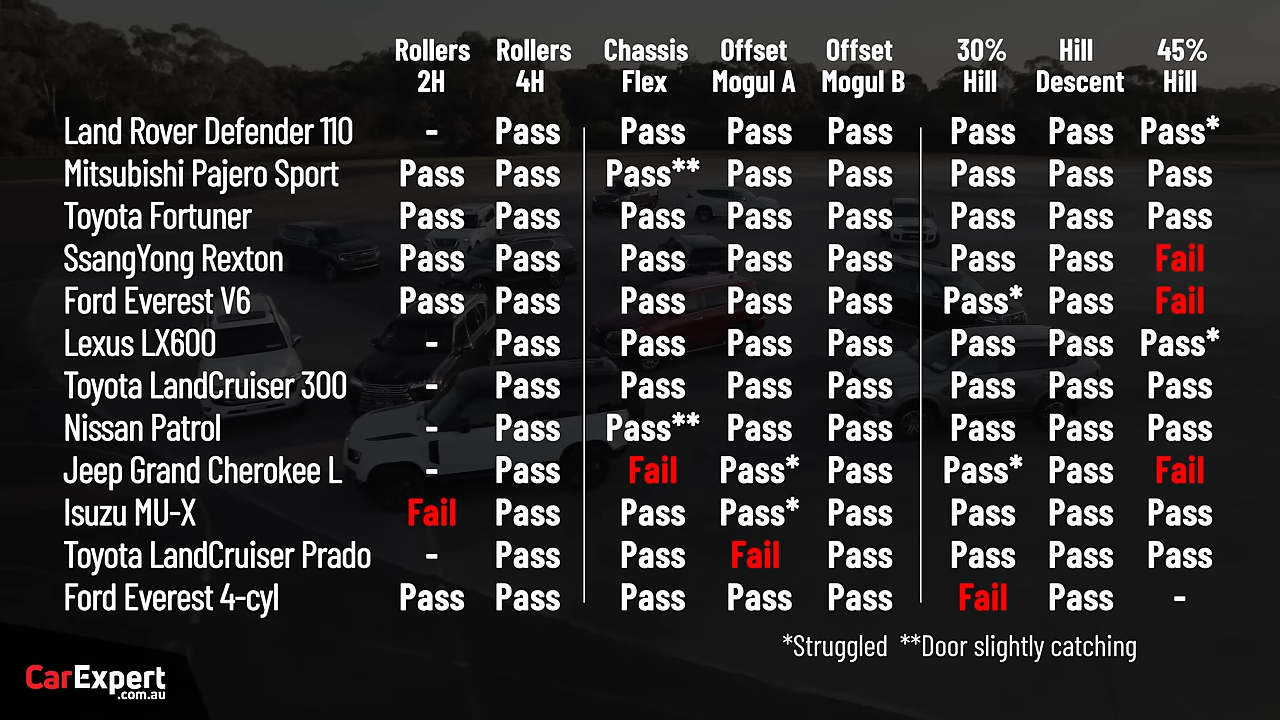 Rollers 2H Rollers 4H Chassis Flex Offset Mogul A Offset Mogul B 30% Hill Hill Descent 45% Hill
Land Rover Defender 110 - Pass Pass Pass Pass Pass Pass Pass*
Mitsubishi Pajero Sport Pass Pass Pass** Pass Pass Pass Pass Pass
Toyota Fortuner Pass Pass Pass Pass Pass Pass Pass Pass
SsangYong Rexton Pass Pass Pass Pass Pass Pass Pass Fail
Ford Everest V6 Pass Pass Pass Pass Pass Pass* Pass Fail
Lexus LX600 - Pass Pass Pass Pass Pass Pass Pass*
Toyota LandCruiser 300 - Pass Pass Pass Pass Pass Pass Pass
Nissan Patrol - Pass Pass** Pass Pass Pass Pass Pass
Jeep Grand Cherokee L - Pass Fail Pass* Pass Pass* Pass Fail
Isuzu MU-X Fail Pass Pass Pass* Pass Pass Pass Pass
Toyota LandCruiser Prado - Pass Pass Fail Pass Pass Pass Pass
Ford Everest 4-cyl Pass Pass Pass Pass Pass Fail Pass -
*Struggled **Door slightly catching
CarExpert
.com.au